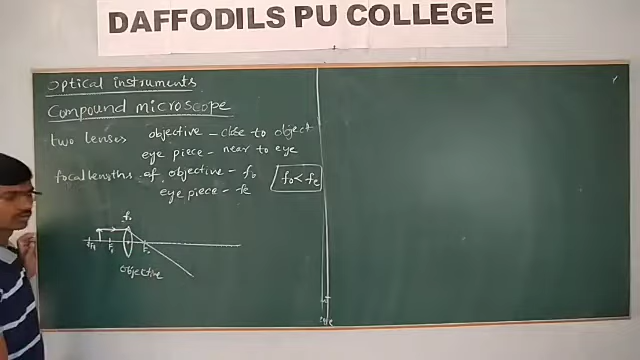 DAFFODILS PU COLLEGE
Optical instruments
Compound microscope
two lenses objective – close to object
eye piece – near to eye
focal lengths of objective – fo
eye piece – fe
fo < fe
fo
Objective